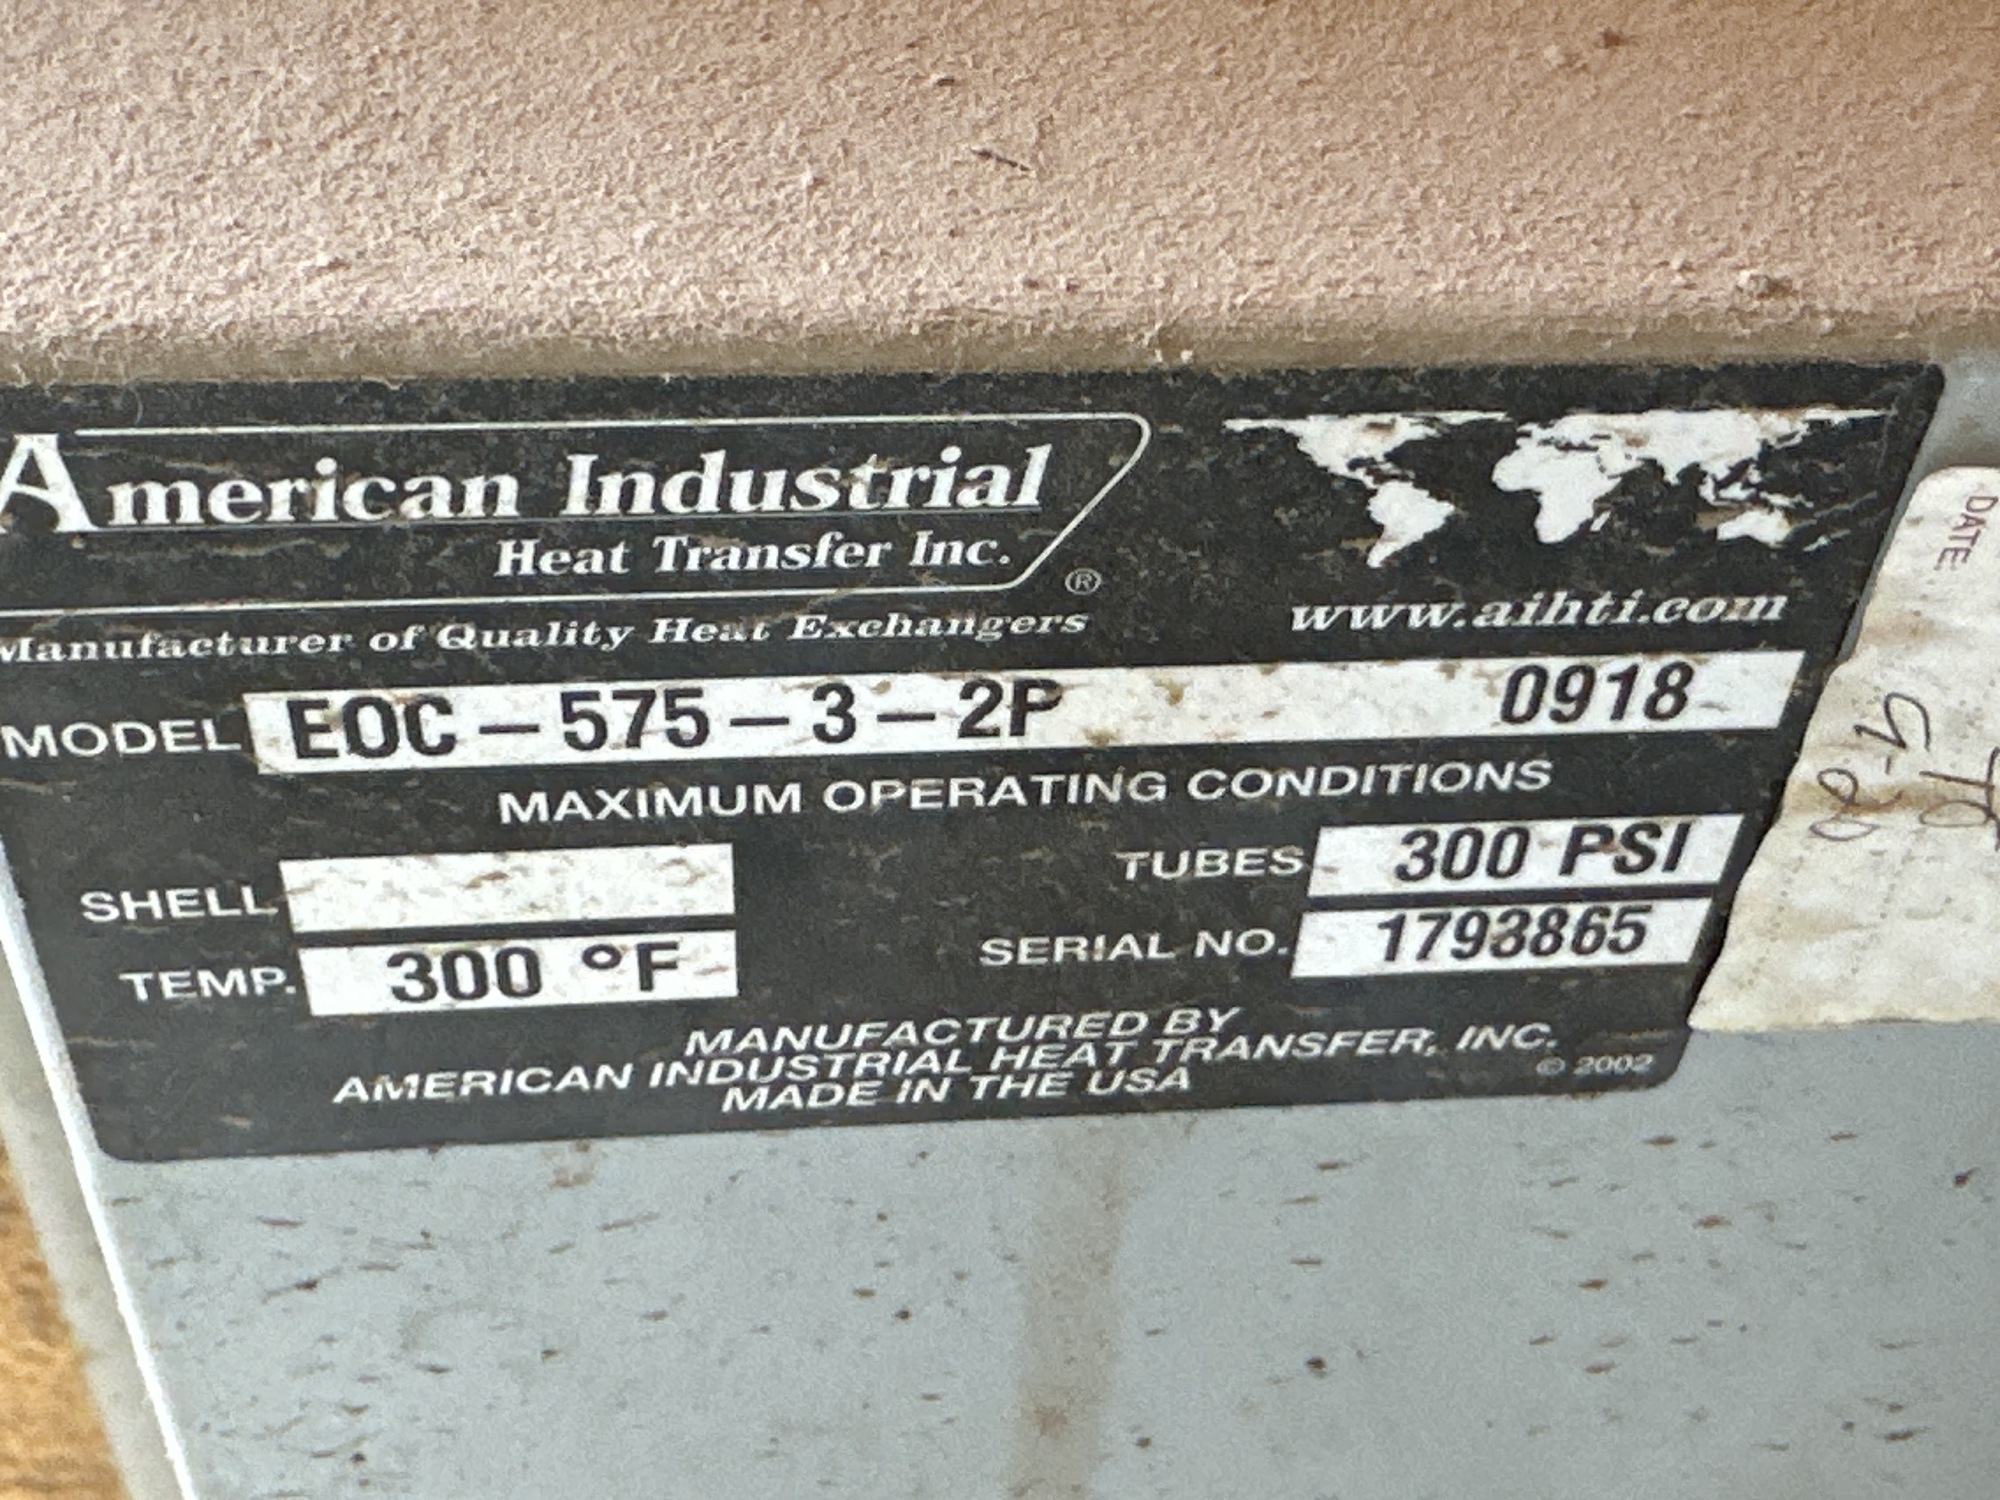 American Industrial
Heat Transfer Inc. ®
Manufacturer of Quality Heat Exchangers
www.aihti.com
MODEL EOC-575-3-2P 0918
MAXIMUM OPERATING CONDITIONS
SHELL
TUBES 300 PSI
TEMP. 300 °F
SERIAL NO. 1793865
MANUFACTURED BY
AMERICAN INDUSTRIAL HEAT TRANSFER, INC.
MADE IN THE USA
© 2002
DATE